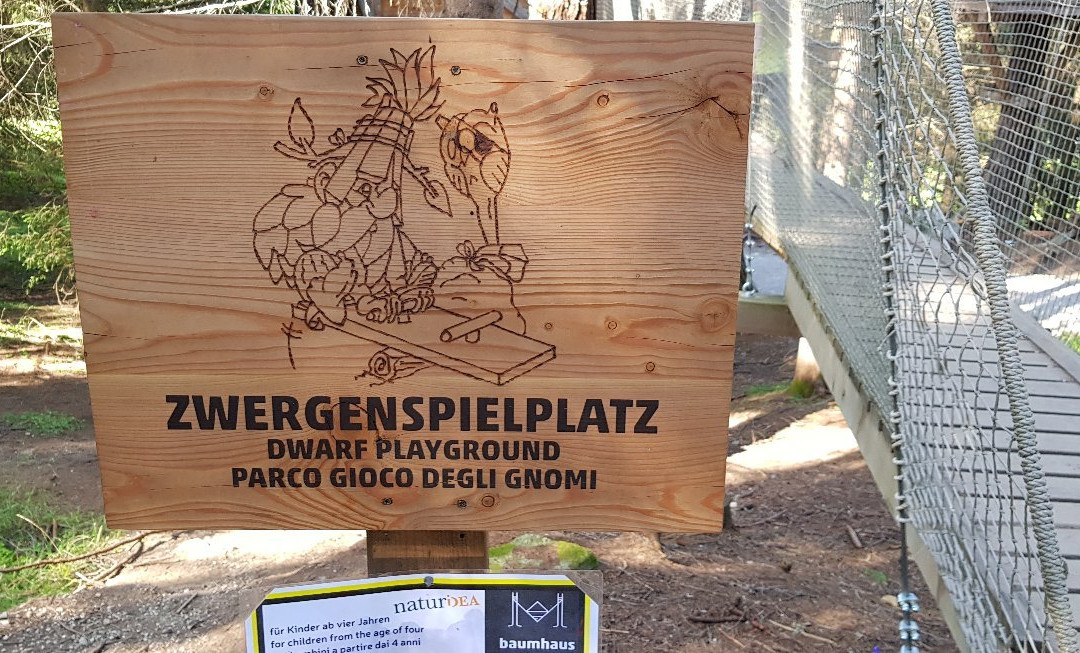 ZWERGENSPIELPLATZ
DWARF PLAYGROUND
PARCO GIOCO DEGLI GNOMI
naturIDEA
für Kinder ab vier Jahren
for children from the age of four
a partire dai 4 anni
baumhaus